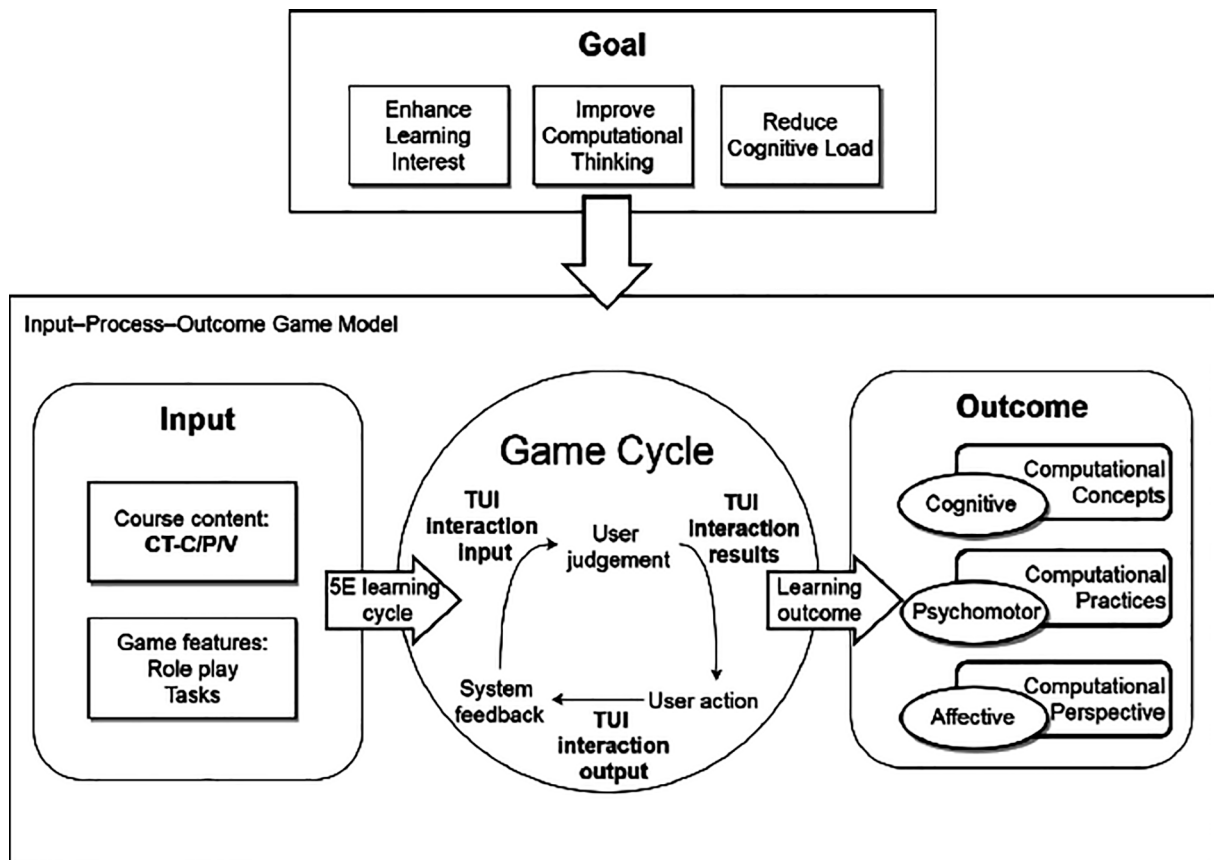 Goal
Enhance
Learning
Interest
Improve
Computational
Thinking
Reduce
Cognitive Load
Input–Process–Outcome Game Model
Input
Course content:
CT-C/P/V
Game features:
Role play
Tasks
5E learning
cycle
Game Cycle
TUI
interaction
input
User
judgement
TUI
interaction
results
User action
TUI
interaction
output
System
feedback
Learning
outcome
Outcome
Cognitive
Computational
Concepts
Psychomotor
Computational
Practices
Affective
Computational
Perspective